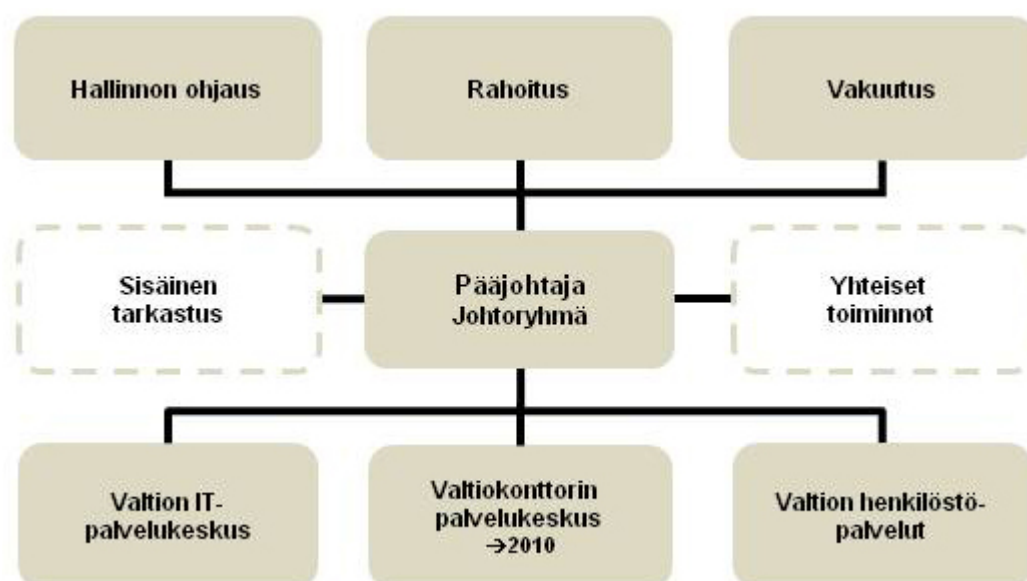 Hallinnon ohjaus
Rahoitus
Vakuutus
Sisäinen
tarkastus
Pääjohtaja
Johtoryhmä
Yhteiset
toiminnot
Valtion IT-
palvelukeskus
Valtiokonttorin
palvelukeskus
→2010
Valtion henkilöstö-
palvelut